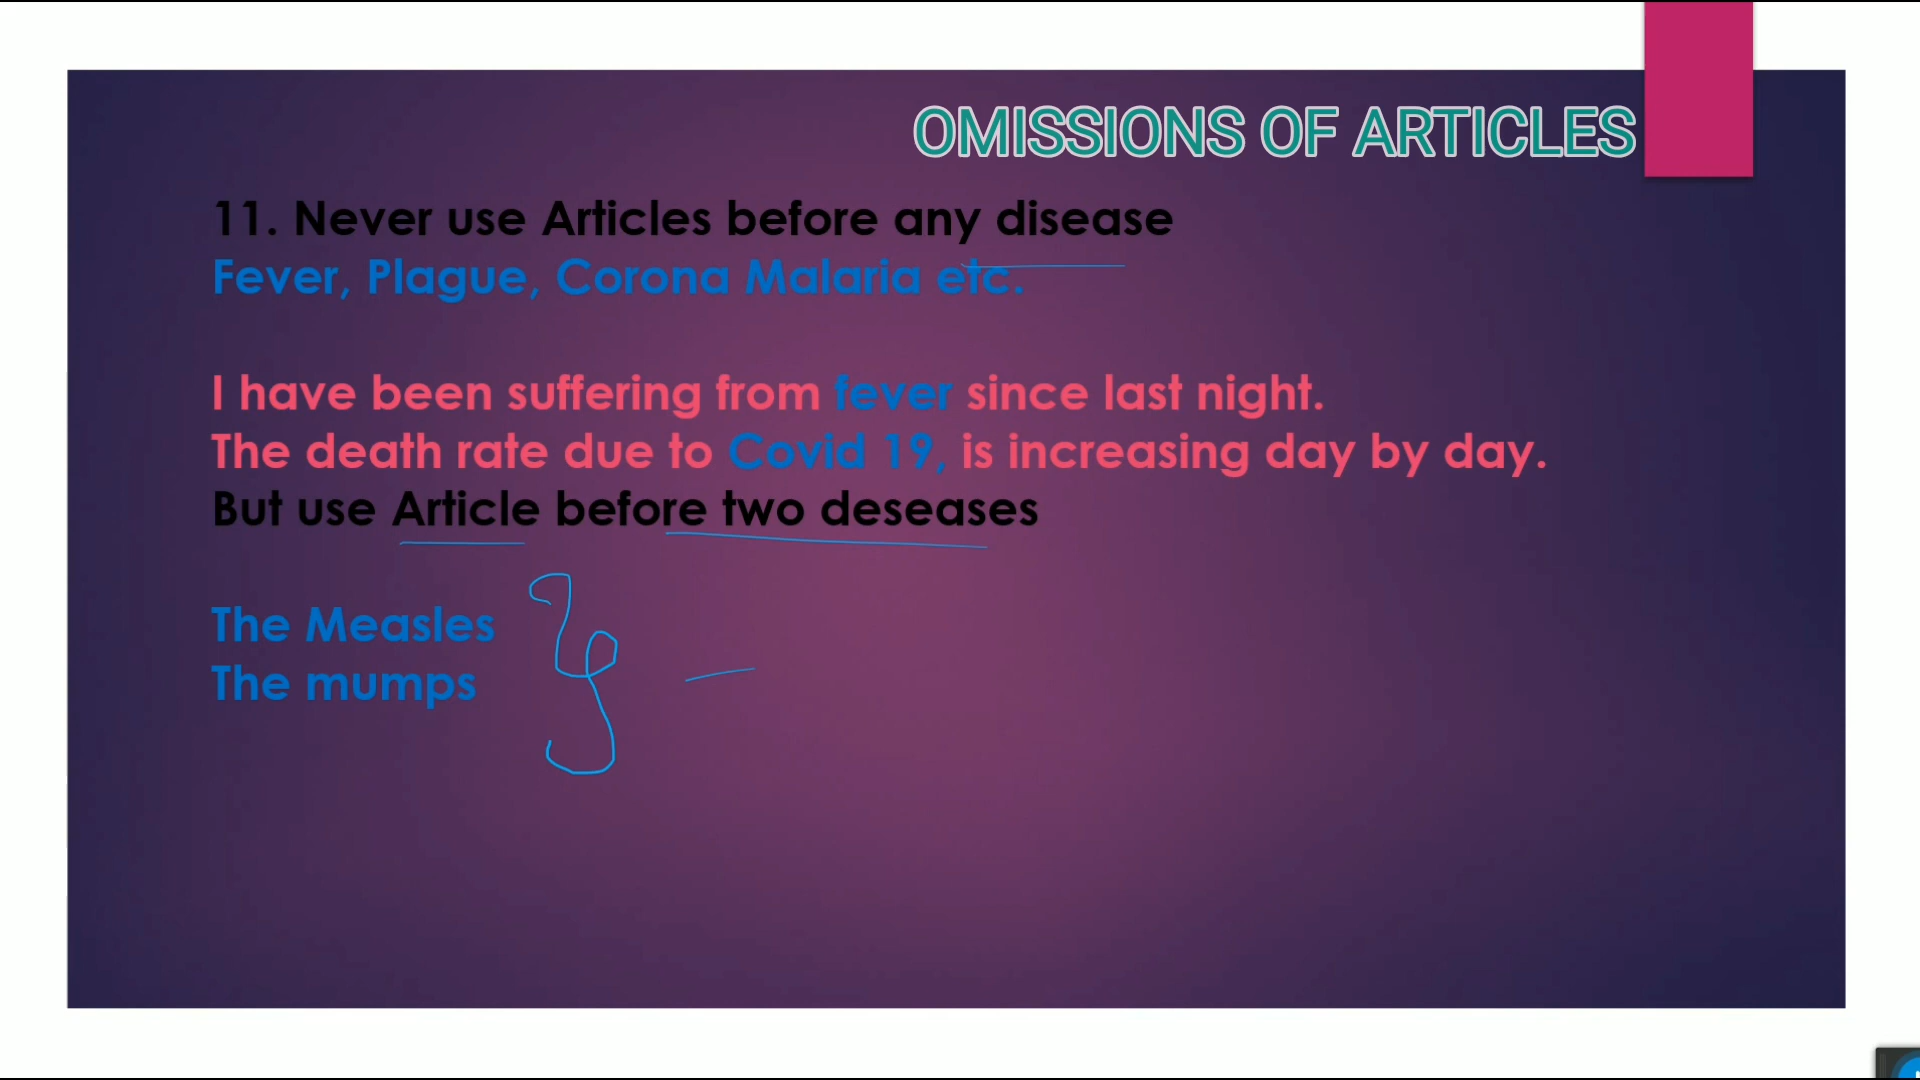 OMISSIONS OF ARTICLES
11. Never use Articles before any disease
Fever, Plague, Corona Malaria etc.
I have been suffering from fever since last night.
The death rate due to Covid 19, is increasing day by day.
But use Article before two deseases
The Measles
The mumps